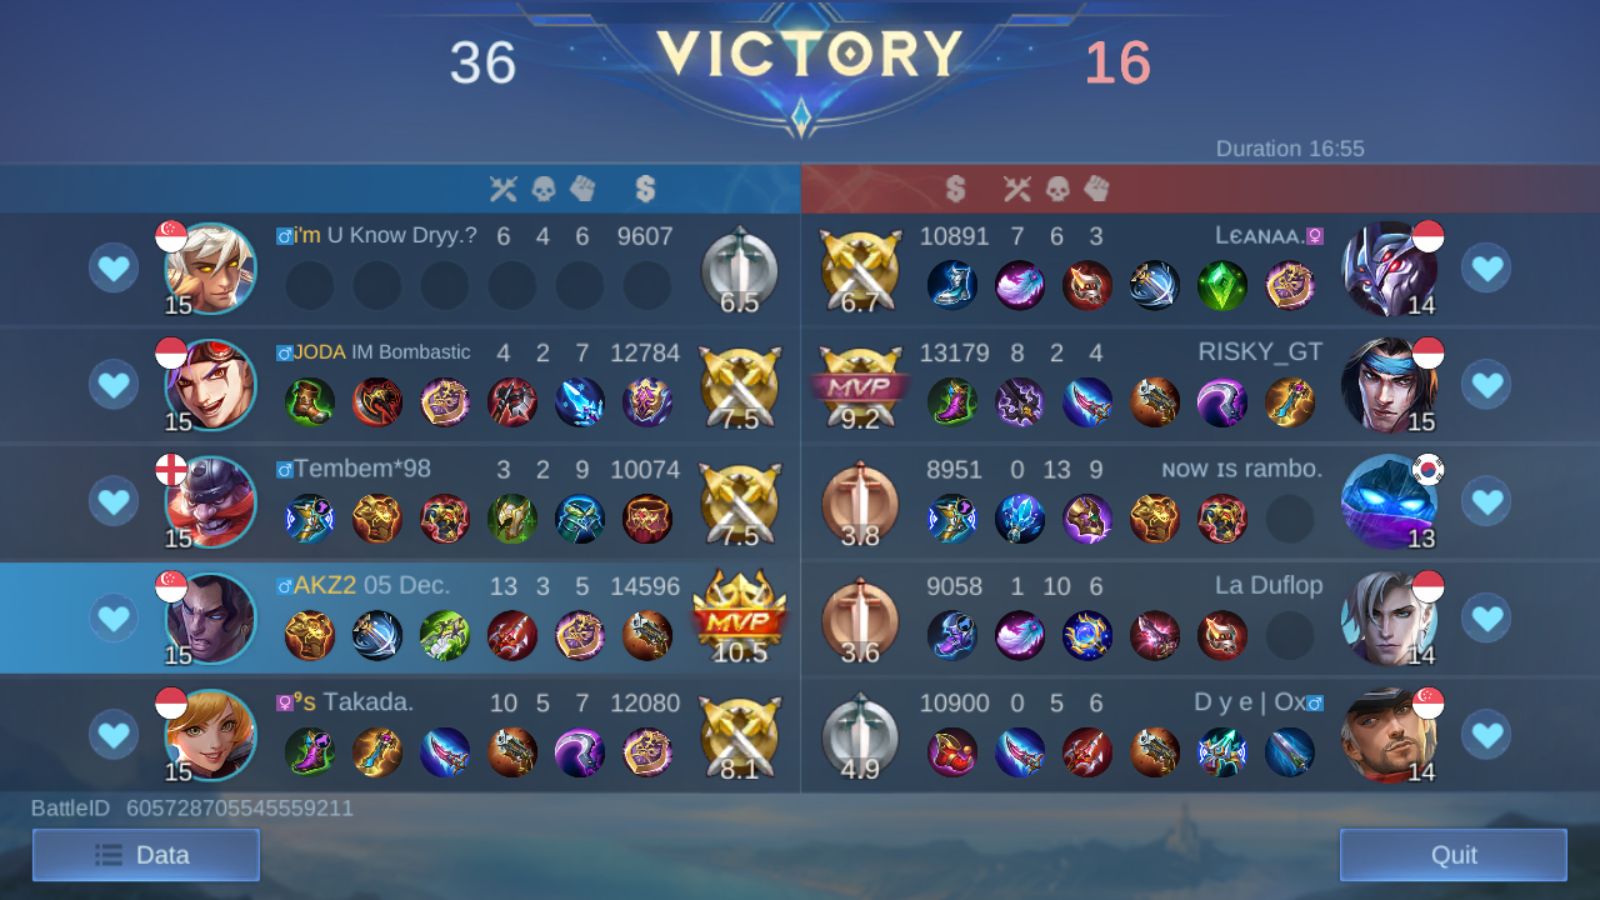 36 VICTORY 16
Duration 16:55
♂i'm U Know Dryy.? 6 4 6 9607
15 6.5
♂JODA IM Bombastic 4 2 7 12784
15 7.5
♂Tembem*98 3 2 9 10074
15 7.5
♂AKZ2 05 Dec. 13 3 5 14596
MVP
15 10.5
♀⁹s Takada. 10 5 7 12080
15 8.1
10891 7 6 3 LЄANAA.♀
6.7 14
13179 8 2 4 RISKY_GT
MVP
9.2 15
8951 0 13 9 ɴᴏᴡ ɪs rambo.
3.8 13
9058 1 10 6 La Duflop
3.6 14
10900 0 5 6 D y e | Ox♂
4.9 14
BattleID 605728705545559211
Data Quit